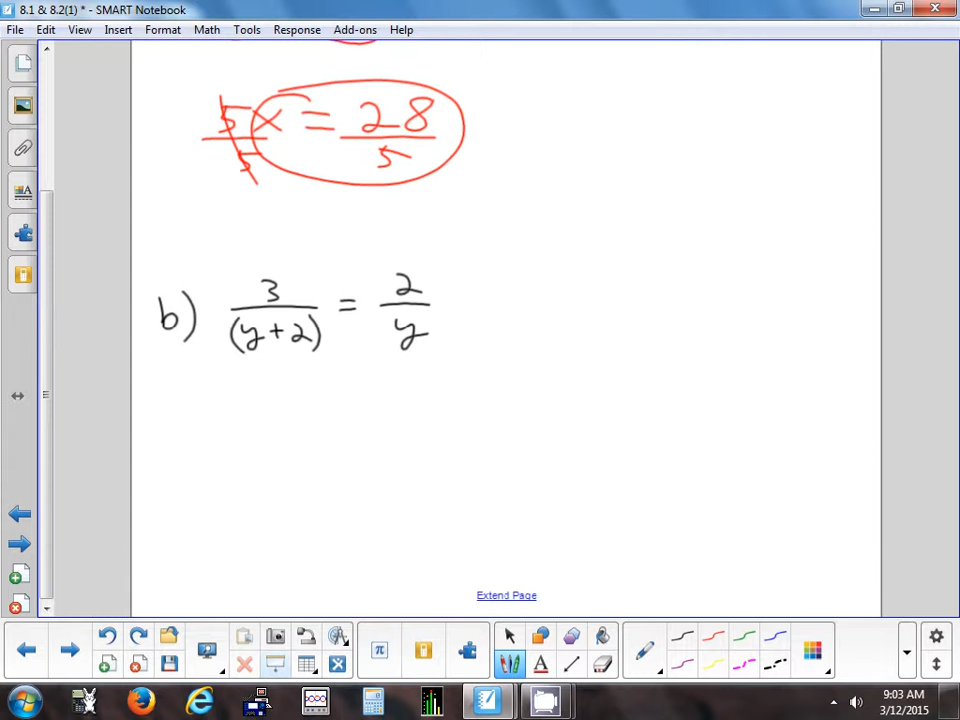 8.1 & 8.2(1) * - SMART Notebook
File Edit View Insert Format Math Tools Response Add-ons Help
5x = 28
5 5
b) 3/(y+2) = 2/y
Extend Page
π
A
9:03 AM
3/12/2015